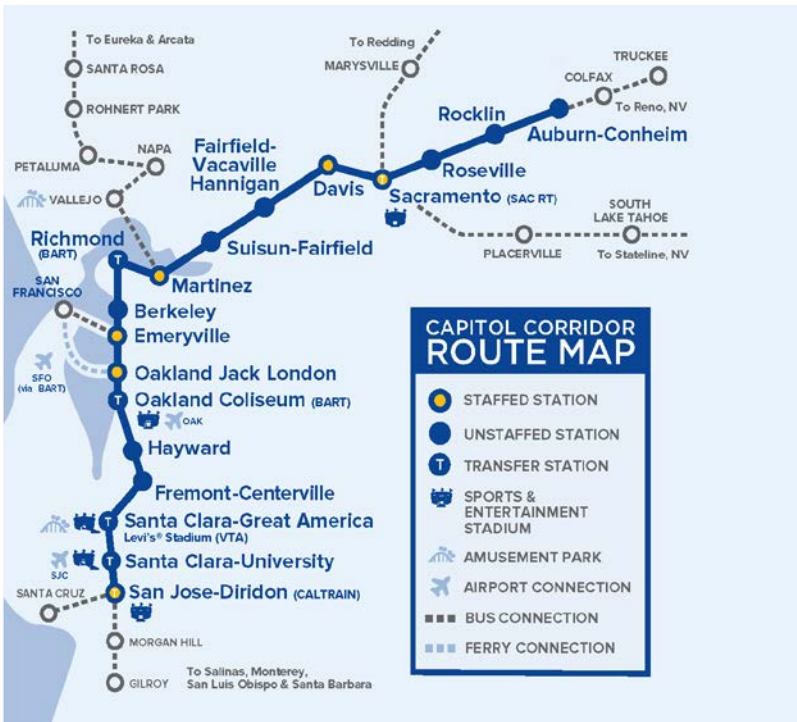 To Eureka & Arcata
SANTA ROSA
ROHNERT PARK
PETALUMA
NAPA
VALLEJO
To Redding
MARYSVILLE
TRUCKEE
COLFAX
To Reno, NV
Rocklin
Auburn-Conheim
Roseville
Fairfield-
Vacaville
Hannigan
Davis
T
Sacramento (SAC RT)
SOUTH
LAKE TAHOE
PLACERVILLE
To Stateline, NV
Suisun-Fairfield
Richmond
(BART)
T
Martinez
SAN
FRANCISCO
Berkeley
Emeryville
SFO
(via BART)
Oakland Jack London
T
Oakland Coliseum (BART)
OAK
Hayward
Fremont-Centerville
T
Santa Clara-Great America
Levi's® Stadium (VTA)
T
Santa Clara-University
SJC
SANTA CRUZ
T
San Jose-Diridon (CALTRAIN)
MORGAN HILL
GILROY
To Salinas, Monterey,
San Luis Obispo & Santa Barbara
CAPITOL CORRIDOR
ROUTE MAP
STAFFED STATION
UNSTAFFED STATION
T
TRANSFER STATION
SPORTS &
ENTERTAINMENT
STADIUM
AMUSEMENT PARK
AIRPORT CONNECTION
BUS CONNECTION
FERRY CONNECTION